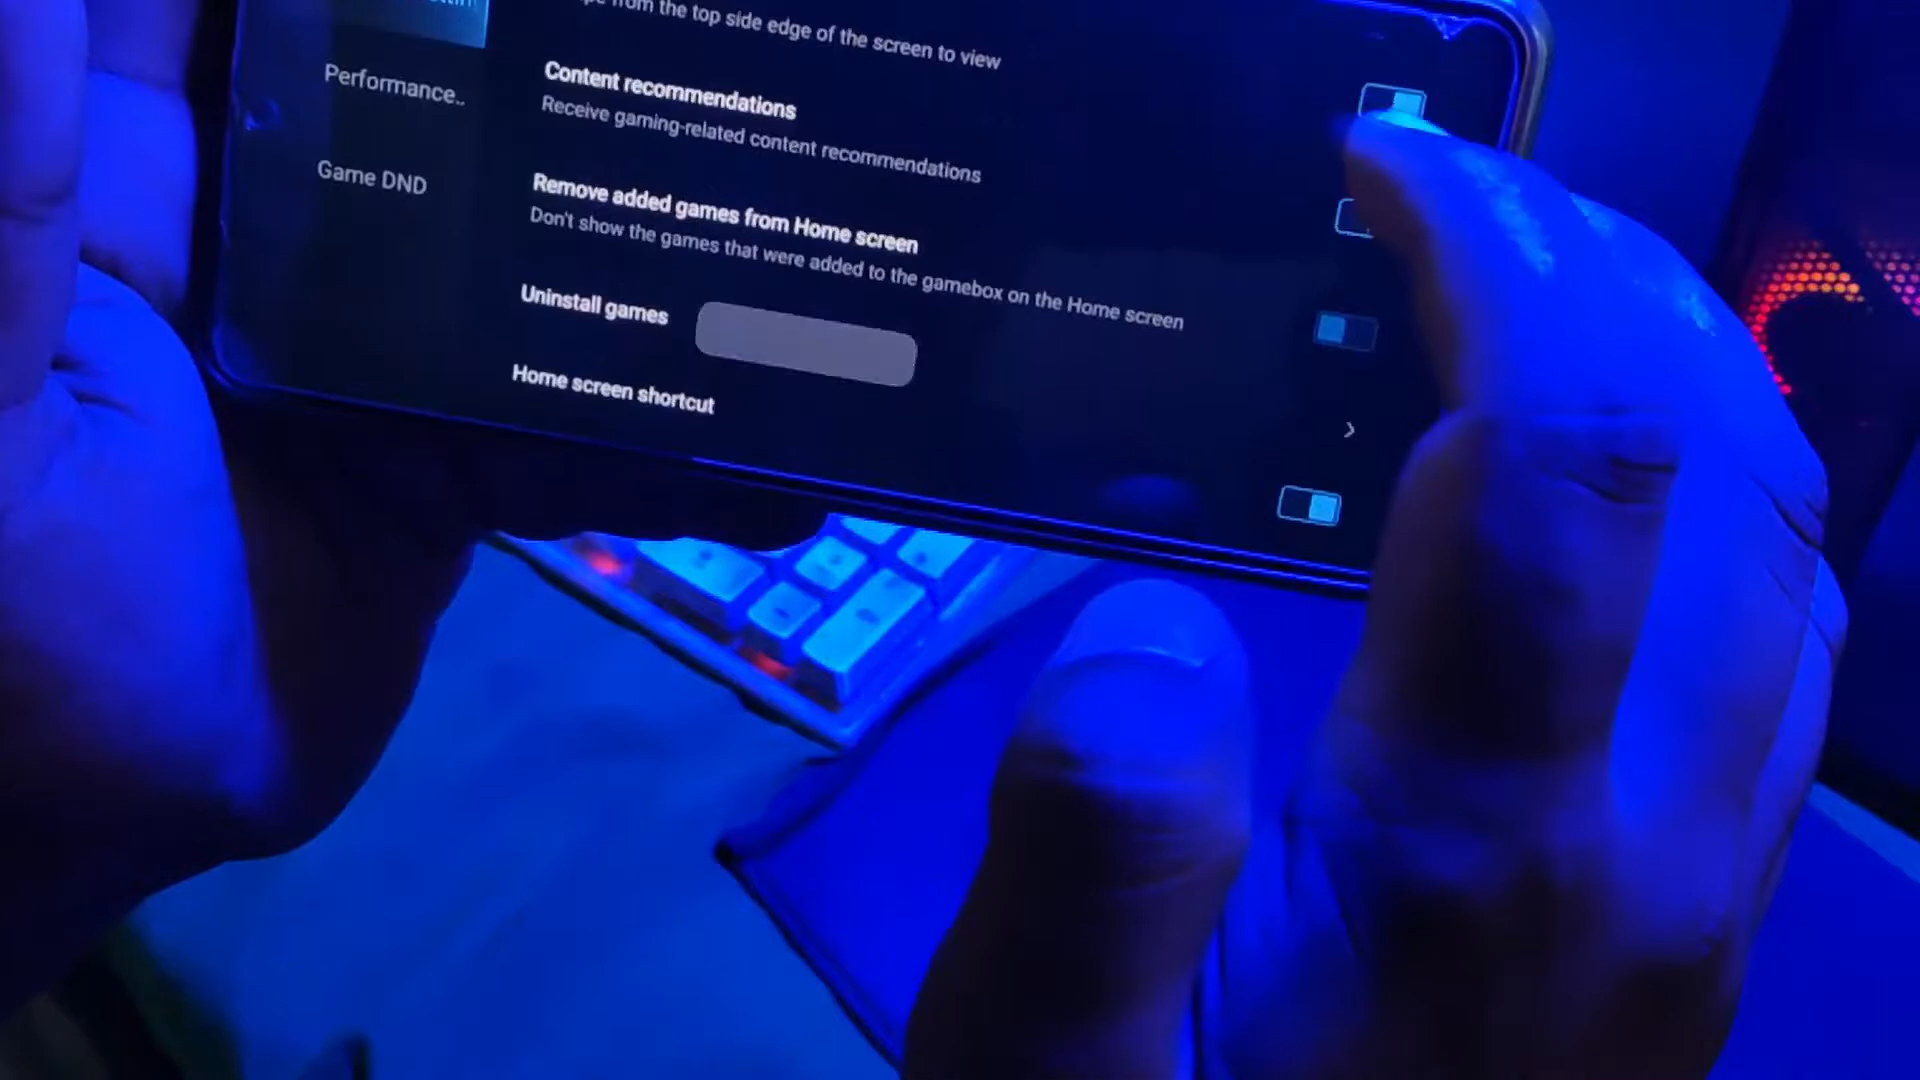 from the top side edge of the screen to view
Performance..
Content recommendations
Receive gaming-related content recommendations
Game DND
Remove added games from Home screen
Don't show the games that were added to the gamebox on the Home screen
Uninstall games
Home screen shortcut